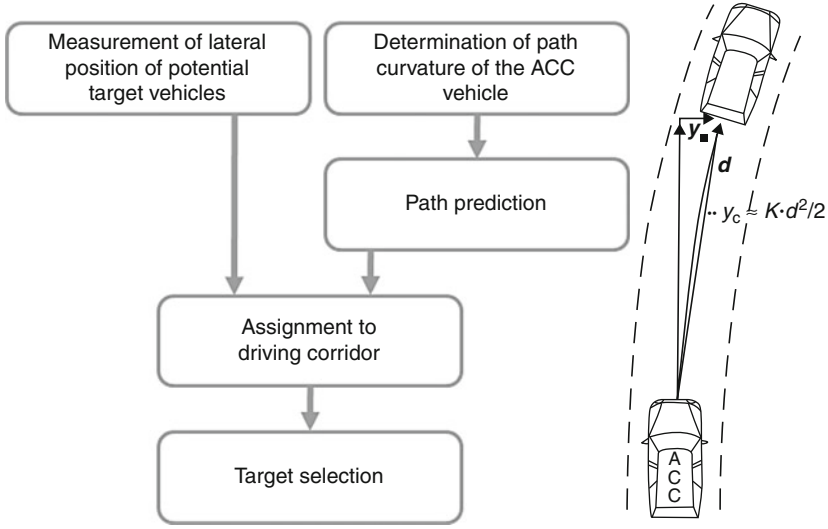 Measurement of lateral
position of potential
target vehicles
Determination of path
curvature of the ACC
vehicle
Path prediction
Assignment to
driving corridor
Target selection
y
d
y_c ≈ K·d²/2
A
C
C